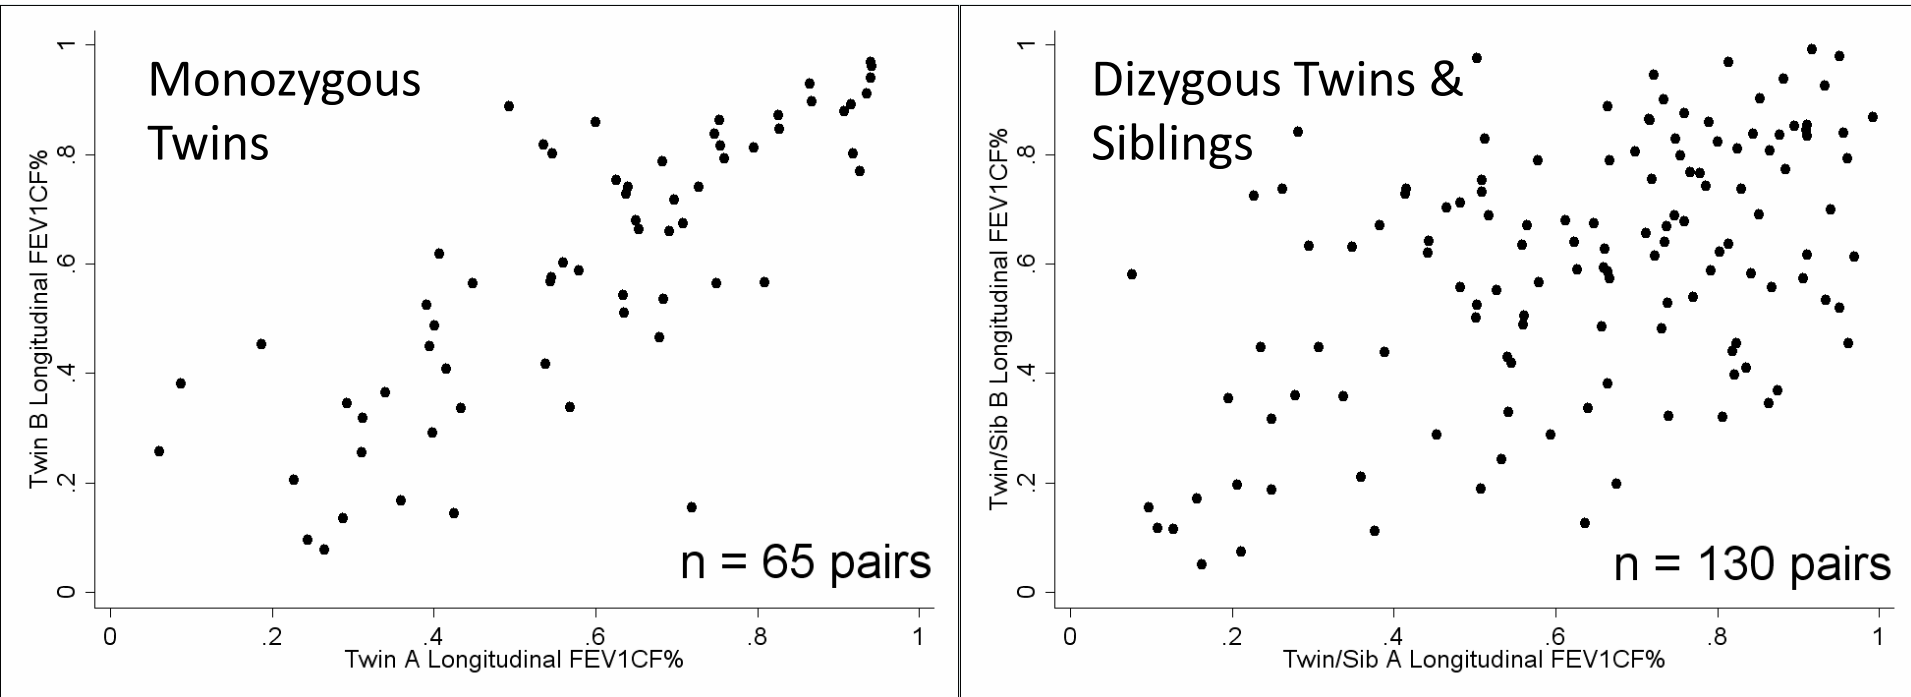 Monozygous
Twins
Twin B Longitudinal FEV1CF%
1
.8
.6
.4
.2
0
n = 65 pairs
0 .2 .4 .6 .8 1
Twin A Longitudinal FEV1CF%
Dizygous Twins &
Siblings
Twin/Sib B Longitudinal FEV1CF%
1
.8
.6
.4
.2
0
n = 130 pairs
0 .2 .4 .6 .8 1
Twin/Sib A Longitudinal FEV1CF%